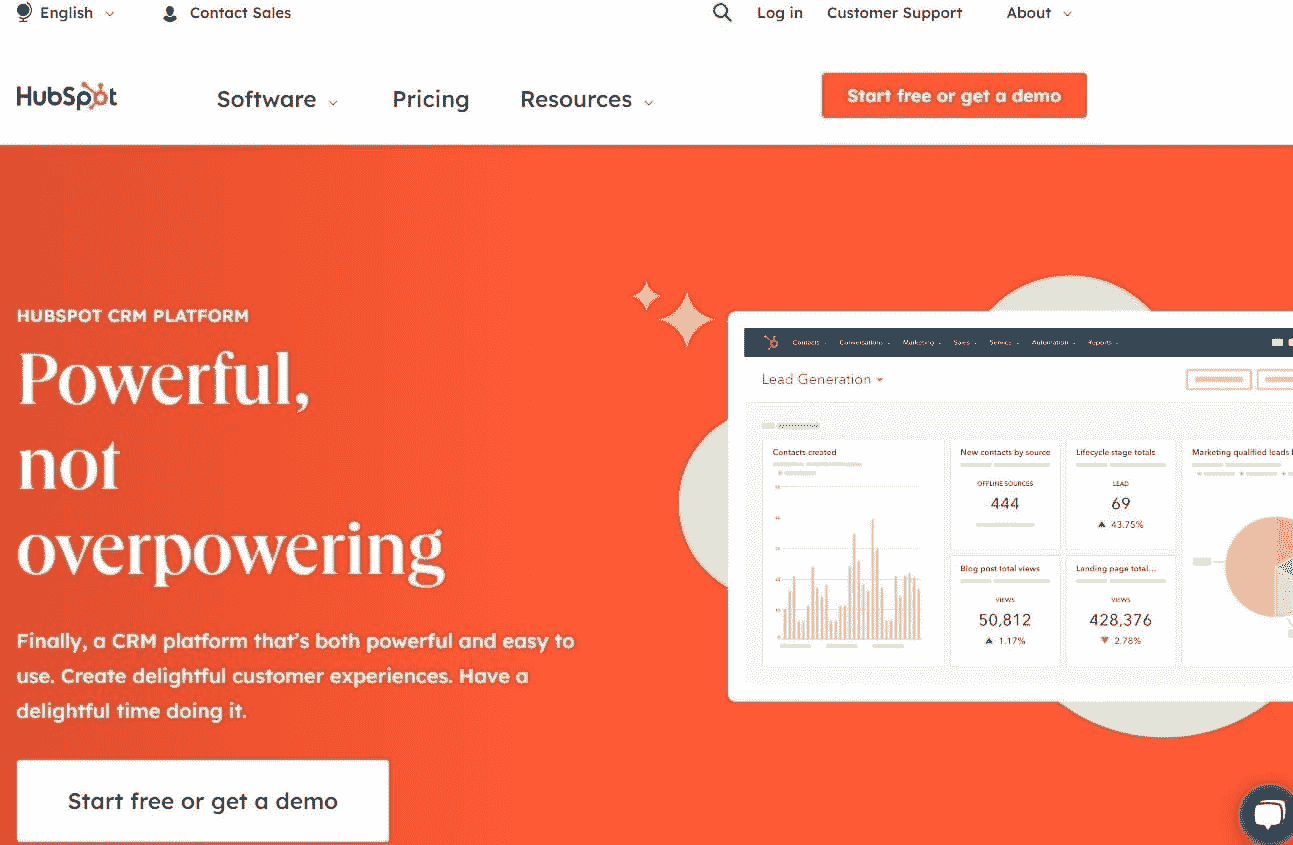 English
Contact Sales
Log in
Customer Support
About
HubSpot
Software
Pricing
Resources
Start free or get a demo
HUBSPOT CRM PLATFORM
Powerful,
not
overpowering
Finally, a CRM platform that's both powerful and easy to
use. Create delightful customer experiences. Have a
delightful time doing it.
Start free or get a demo
Contacts
Conversations
Marketing
Sales
Service
Automation
Reports
Lead Generation
Contacts created
New contacts by source
OFFLINE SOURCES
444
Lifecycle stage totals
LEAD
69
43.75%
Marketing qualified leads
Blog post total views
VIEWS
50,812
1.17%
Landing page total...
VIEWS
428,376
2.78%